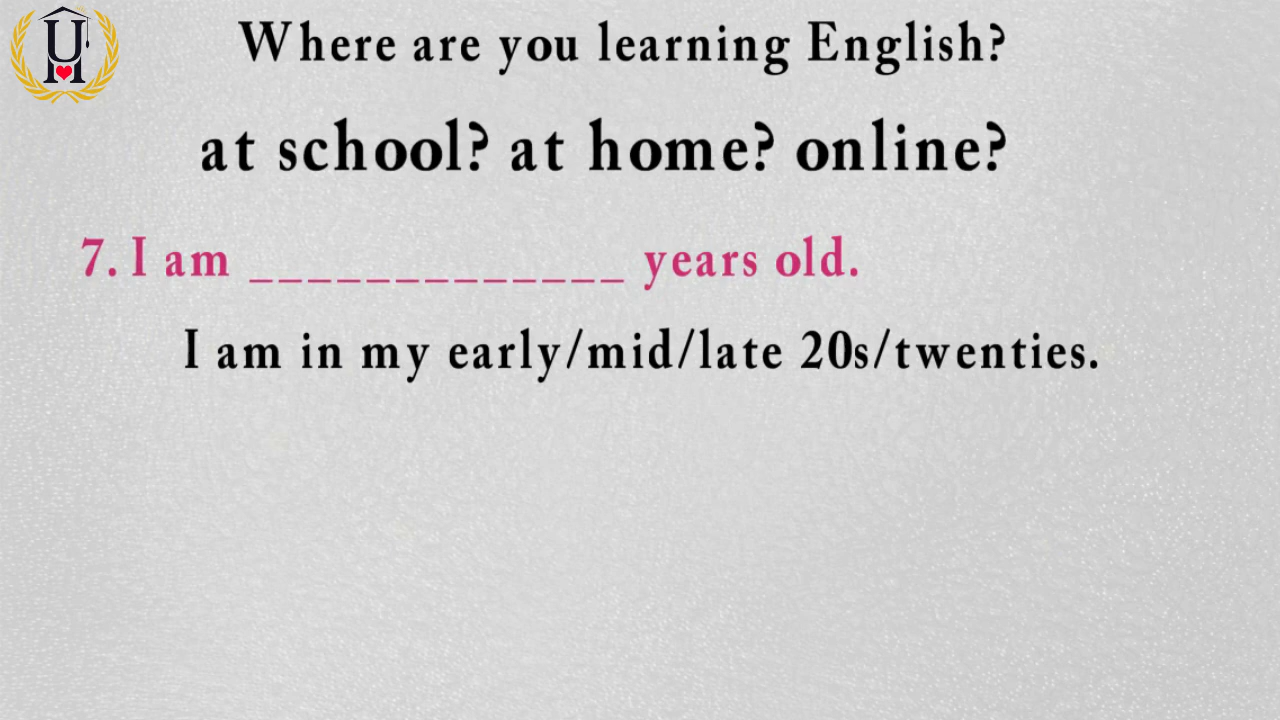 Where are you learning English?
at school? at home? online?
7. I am _____________ years old.
I am in my early/mid/late 20s/twenties.